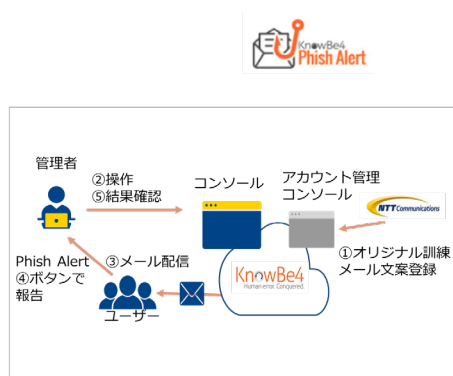 KnowBe4
Phish Alert
管理者
②操作
⑤結果確認
コンソール
アカウント管理
コンソール
NTT Communications
①オリジナル訓練
メール文案登録
Phish Alert
④ボタンで
報告
③メール配信
ユーザー
KnowBe4
Human error. Conquered.